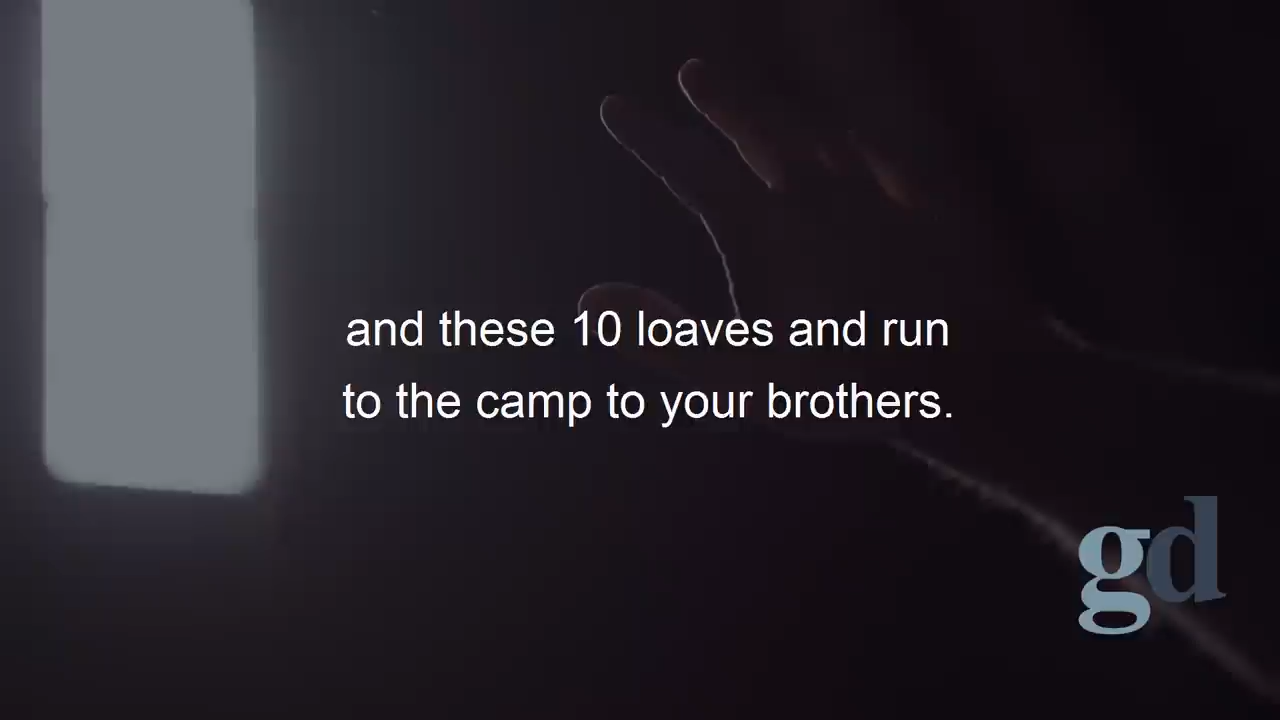 and these 10 loaves and run
to the camp to your brothers.
gd